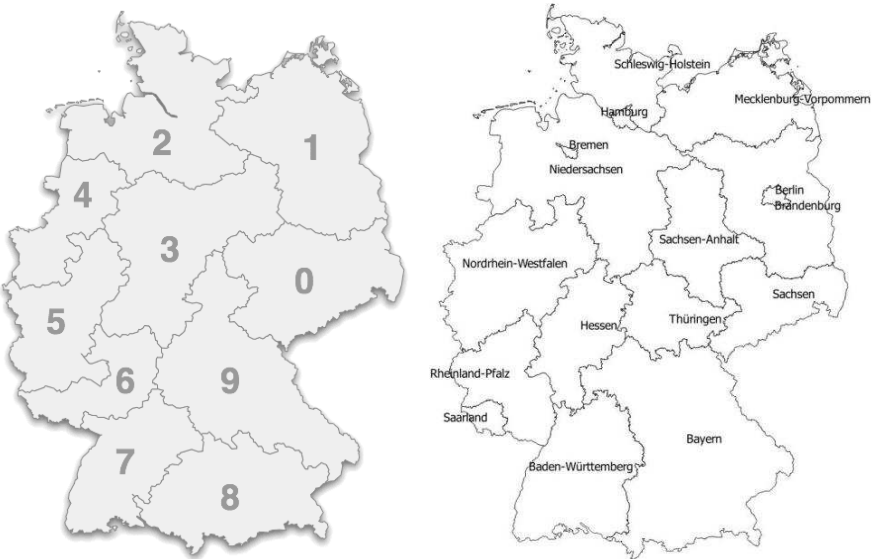 2
1
4
3
0
5
6
9
7
8
Schleswig-Holstein
Mecklenburg-Vorpommern
Hamburg
Bremen
Niedersachsen
Berlin
Brandenburg
Sachsen-Anhalt
Nordrhein-Westfalen
Sachsen
Thüringen
Hessen
Rheinland-Pfalz
Saarland
Bayern
Baden-Württemberg